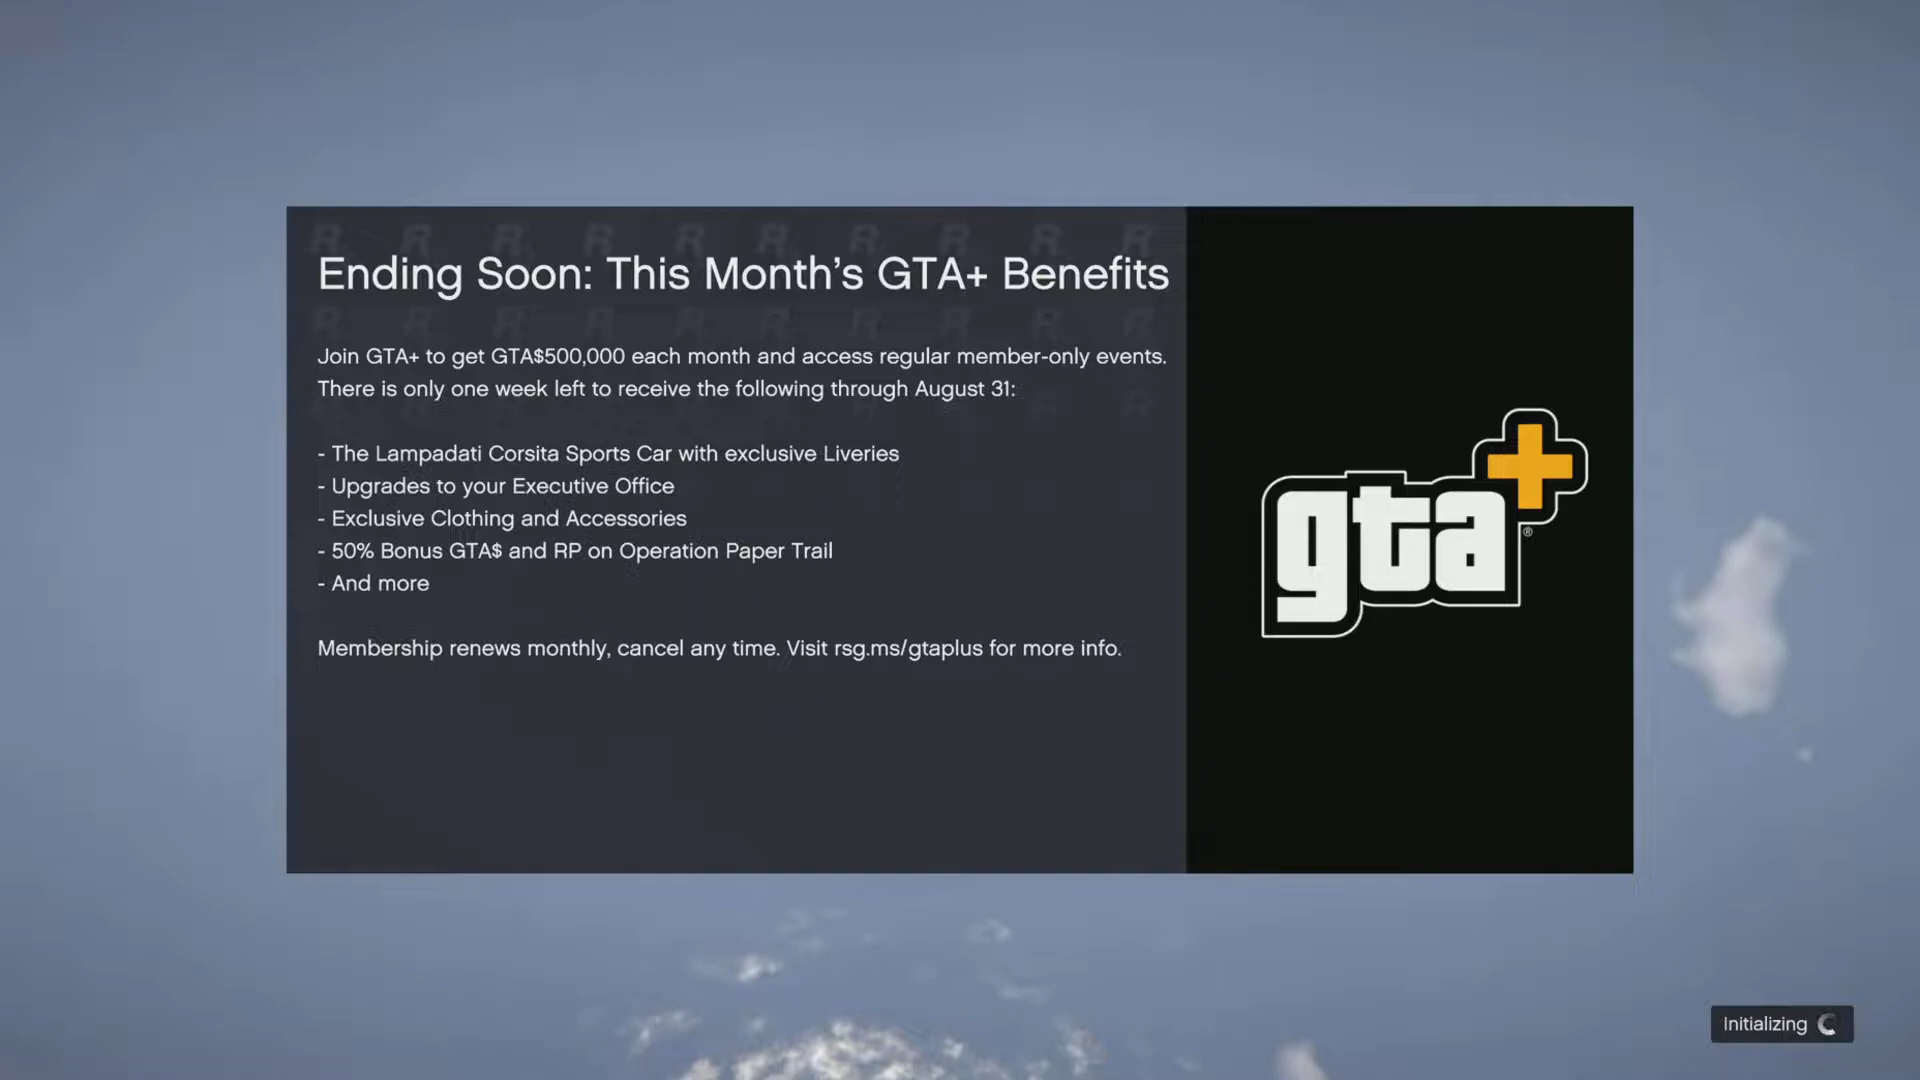 Ending Soon: This Month’s GTA+ Benefits
Join GTA+ to get GTA$500,000 each month and access regular member-only events.
There is only one week left to receive the following through August 31:
- The Lampadati Corsita Sports Car with exclusive Liveries
- Upgrades to your Executive Office
- Exclusive Clothing and Accessories
- 50% Bonus GTA$ and RP on Operation Paper Trail
- And more
Membership renews monthly, cancel any time. Visit rsg.ms/gtaplus for more info.
gta+®
Initializing